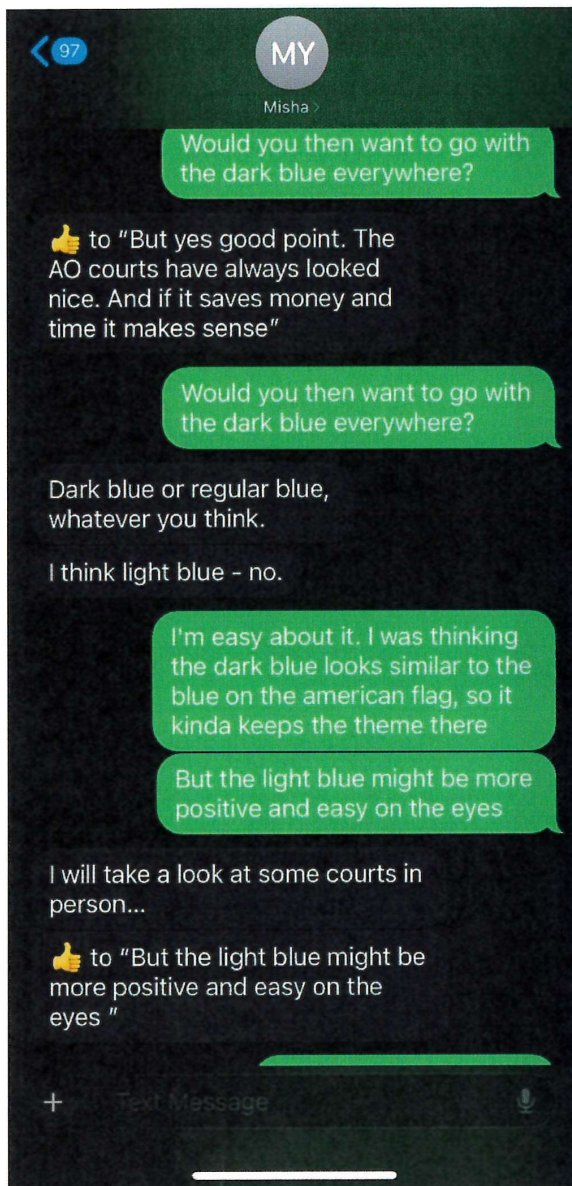 97
MY
Misha >
Would you then want to go with
the dark blue everywhere?
👍 to “But yes good point. The
AO courts have always looked
nice. And if it saves money and
time it makes sense”
Would you then want to go with
the dark blue everywhere?
Dark blue or regular blue,
whatever you think.
I think light blue - no.
I'm easy about it. I was thinking
the dark blue looks similar to the
blue on the american flag, so it
kinda keeps the theme there
But the light blue might be more
positive and easy on the eyes
I will take a look at some courts in
person...
👍 to “But the light blue might be
more positive and easy on the
eyes ”
+ Text Message